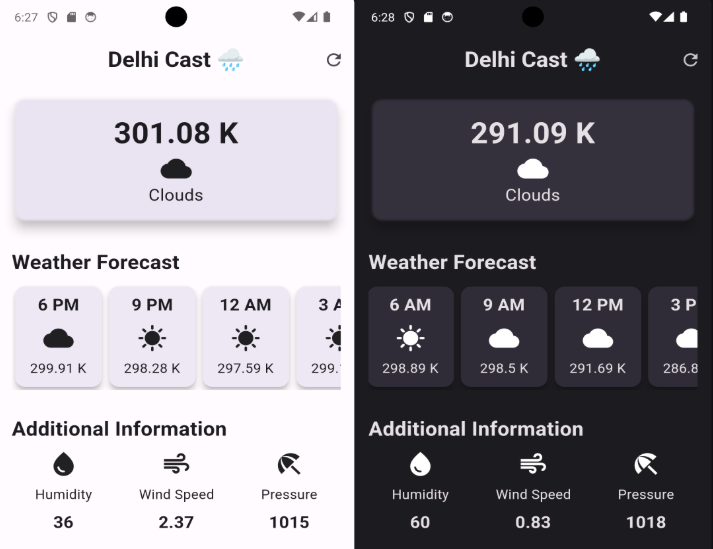 6:27
Delhi Cast 🌧️
301.08 K
Clouds
Weather Forecast
6 PM 9 PM 12 AM 3 A
299.91 K 298.28 K 297.59 K 299.
Additional Information
Humidity Wind Speed Pressure
36 2.37 1015
6:28
Delhi Cast 🌧️
291.09 K
Clouds
Weather Forecast
6 AM 9 AM 12 PM 3 P
298.89 K 298.5 K 291.69 K 286.8
Additional Information
Humidity Wind Speed Pressure
60 0.83 1018